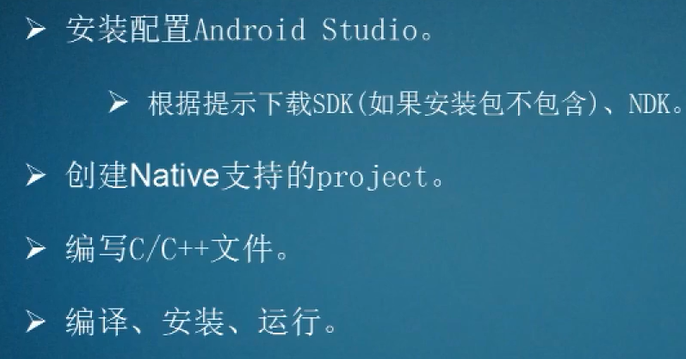 安装配置Android Studio。
根据提示下载SDK(如果安装包不包含)、NDK。
创建Native支持的project。
编写C/C++文件。
编译、安装、运行。